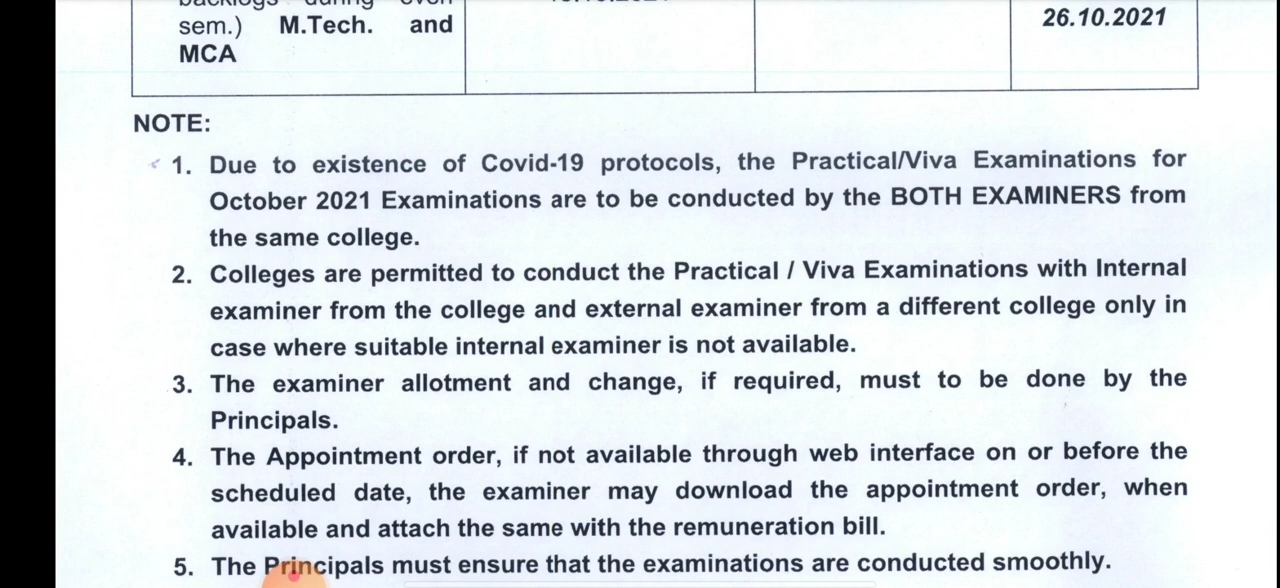 sem.) M.Tech. and
MCA
26.10.2021
NOTE:
1. Due to existence of Covid-19 protocols, the Practical/Viva Examinations for
October 2021 Examinations are to be conducted by the BOTH EXAMINERS from
the same college.
2. Colleges are permitted to conduct the Practical / Viva Examinations with Internal
examiner from the college and external examiner from a different college only in
case where suitable internal examiner is not available.
3. The examiner allotment and change, if required, must to be done by the
Principals.
4. The Appointment order, if not available through web interface on or before the
scheduled date, the examiner may download the appointment order, when
available and attach the same with the remuneration bill.
5. The Principals must ensure that the examinations are conducted smoothly.